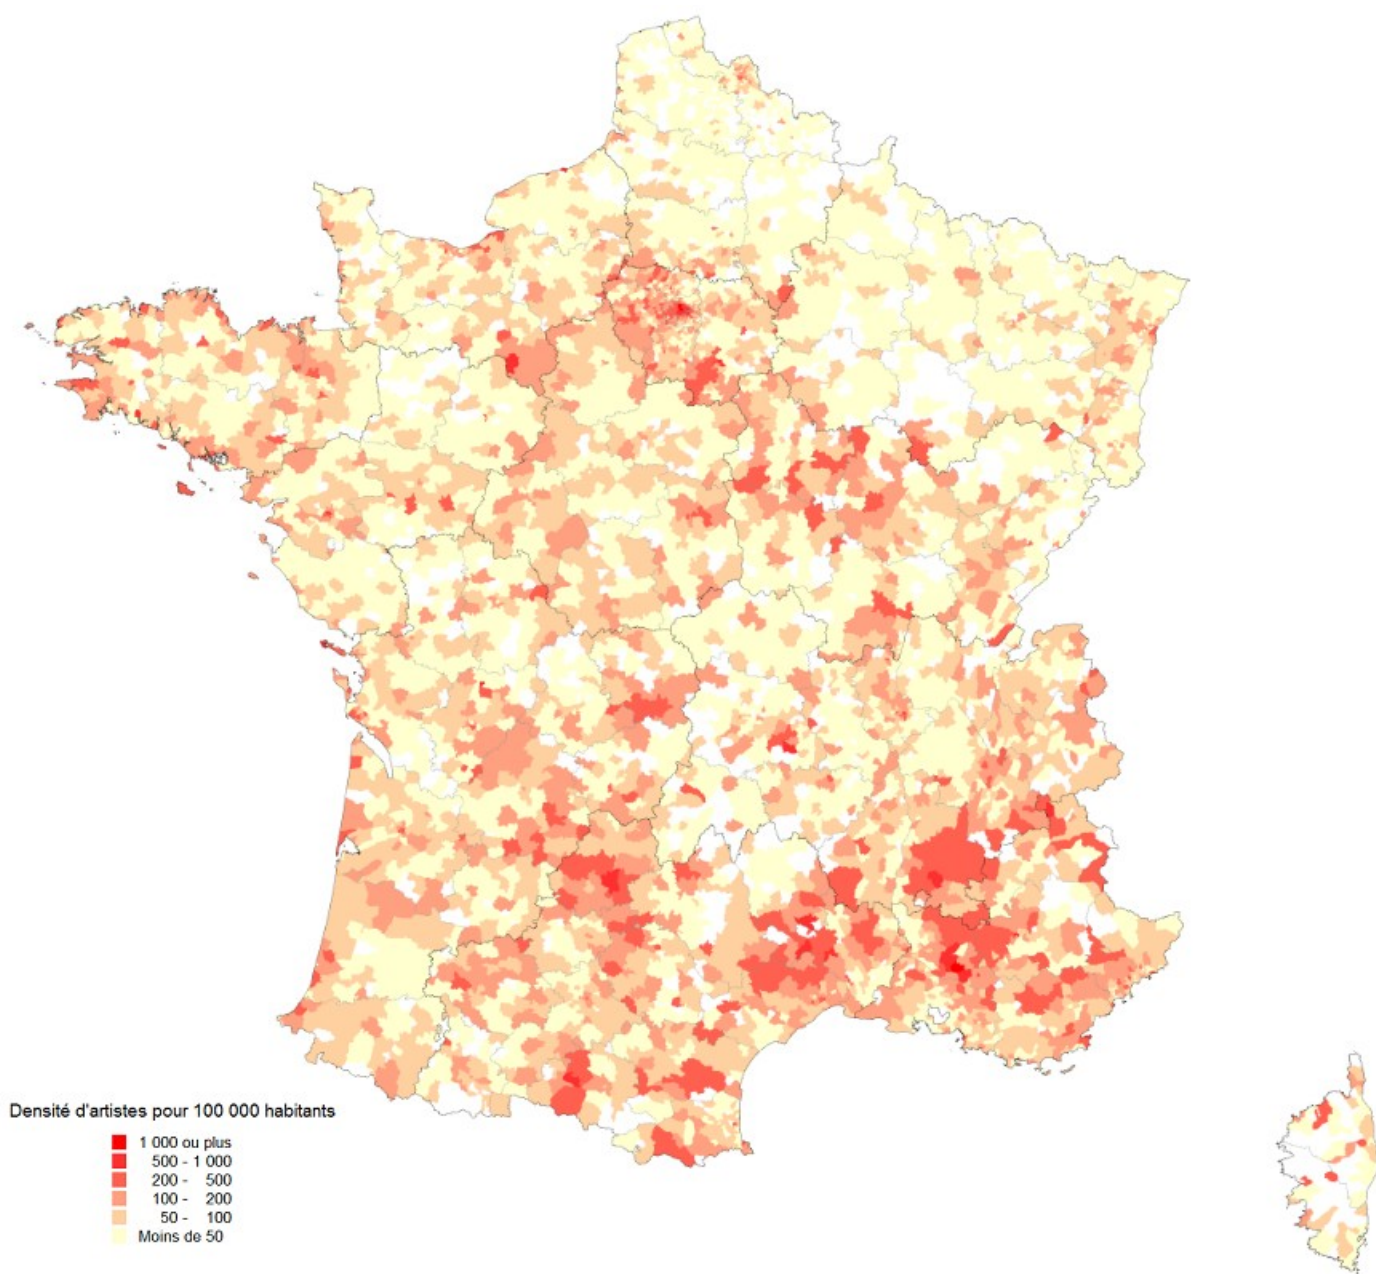 Densité d'artistes pour 100 000 habitants
1 000 ou plus
500 - 1 000
200 - 500
100 - 200
50 - 100
Moins de 50